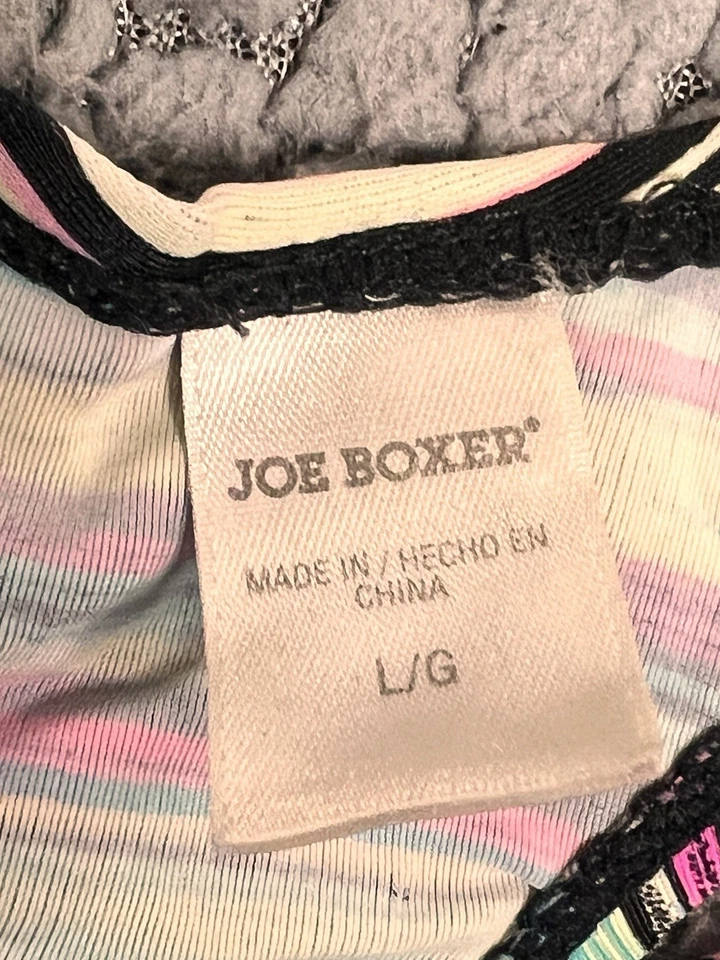 JOE BOXER®
MADE IN / HECHO EN
CHINA
L/G